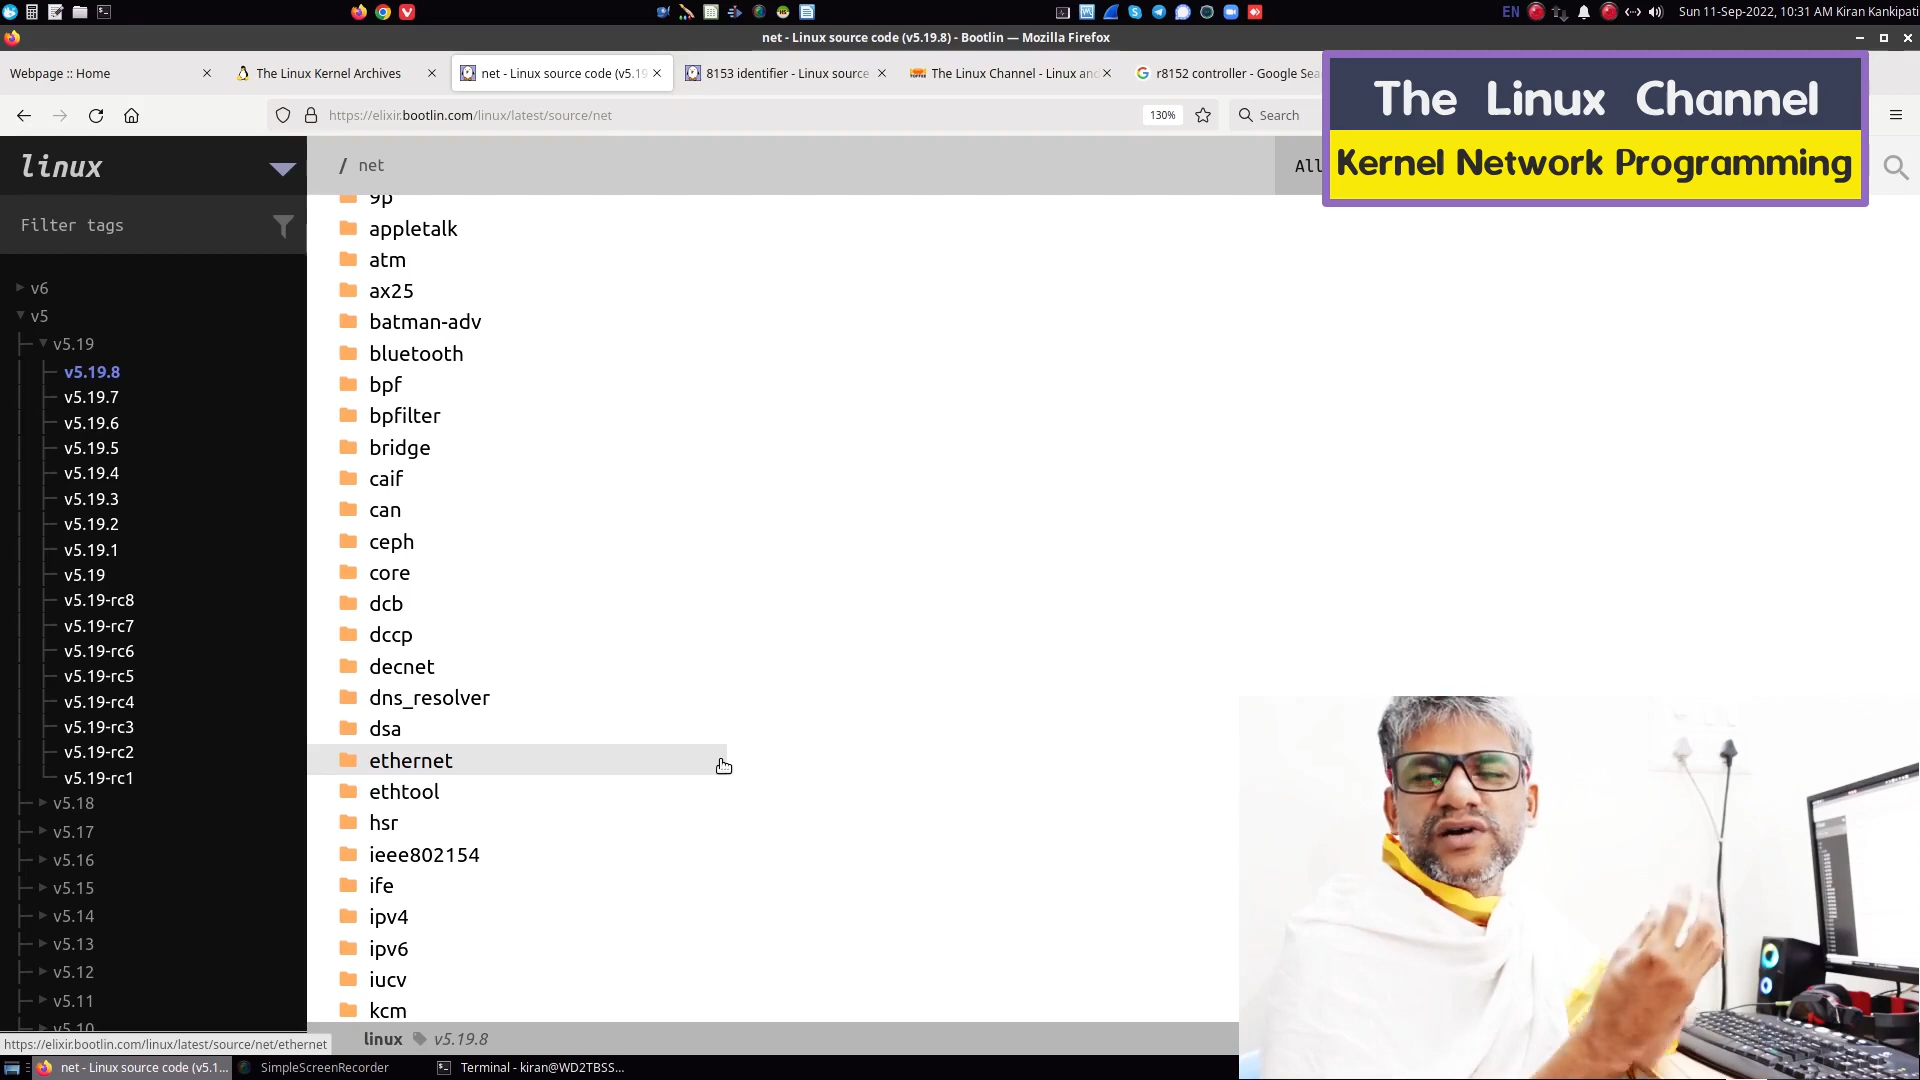 EN
Sun 11-Sep-2022, 10:31 AM Kiran Kankipati
net - Linux source code (v5.19.8) - Bootlin — Mozilla Firefox
Webpage :: Home
The Linux Kernel Archives
net - Linux source code (v5.19
8153 identifier - Linux source
The Linux Channel - Linux and
r8152 controller - Google Sea
https://elixir.bootlin.com/linux/latest/source/net
130%
Search
The Linux Channel
Kernel Network Programming
linux
/ net
All
Filter tags
v6
v5
v5.19
v5.19.8
v5.19.7
v5.19.6
v5.19.5
v5.19.4
v5.19.3
v5.19.2
v5.19.1
v5.19
v5.19-rc8
v5.19-rc7
v5.19-rc6
v5.19-rc5
v5.19-rc4
v5.19-rc3
v5.19-rc2
v5.19-rc1
v5.18
v5.17
v5.16
v5.15
v5.14
v5.13
v5.12
v5.11
v5.10
9p
appletalk
atm
ax25
batman-adv
bluetooth
bpf
bpfilter
bridge
caif
can
ceph
core
dcb
dccp
decnet
dns_resolver
dsa
ethernet
ethtool
hsr
ieee802154
ife
ipv4
ipv6
iucv
kcm
linux v5.19.8
https://elixir.bootlin.com/linux/latest/source/net/ethernet
net - Linux source code (v5.1...
SimpleScreenRecorder
Terminal - kiran@WD2TBSS...